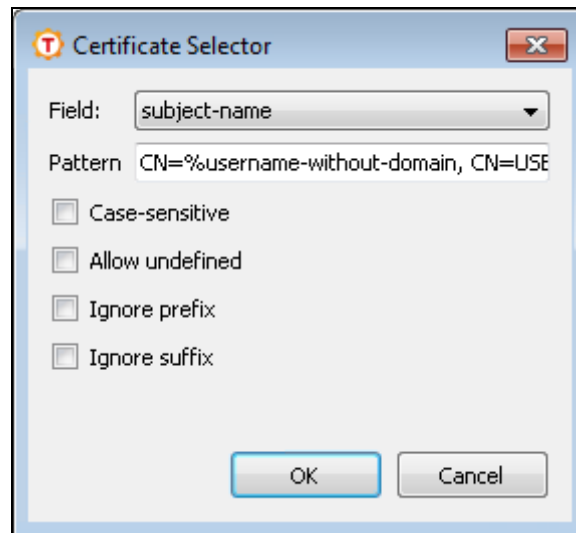 T Certificate Selector
Field: subject-name
Pattern CN=%username-without-domain, CN=USE
Case-sensitive
Allow undefined
Ignore prefix
Ignore suffix
OK Cancel